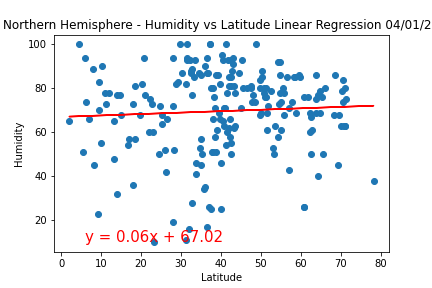 Northern Hemisphere - Humidity vs Latitude Linear Regression 04/01/2
100
80
60
40
20
Humidity
y = 0.06x + 67.02
0 10 20 30 40 50 60 70 80
Latitude